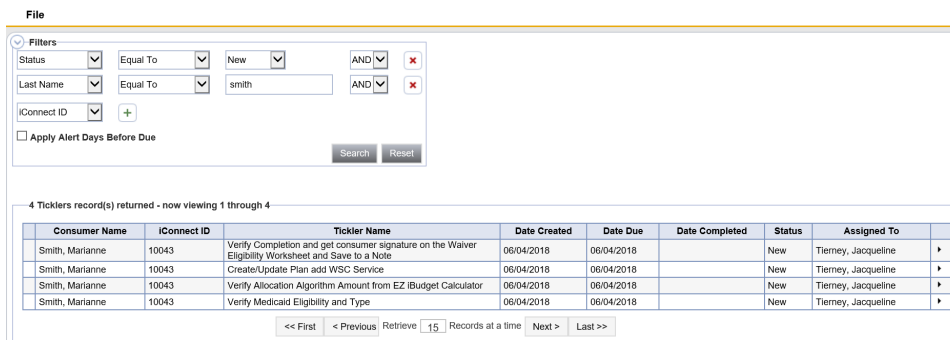 File
Filters
Status Equal To New AND
Last Name Equal To smith AND
iConnect ID
Apply Alert Days Before Due
Search Reset
4 Ticklers record(s) returned - now viewing 1 through 4
Consumer Name iConnect ID Tickler Name Date Created Date Due Date Completed Status Assigned To
Smith, Marianne 10043 Verify Completion and get consumer signature on the Waiver
Eligibility Worksheet and Save to a Note 06/04/2018 06/04/2018 New Tierney, Jacqueline
Smith, Marianne 10043 Create/Update Plan add WSC Service 06/04/2018 06/04/2018 New Tierney, Jacqueline
Smith, Marianne 10043 Verify Allocation Algorithm Amount from EZ iBudget Calculator 06/04/2018 06/04/2018 New Tierney, Jacqueline
Smith, Marianne 10043 Verify Medicaid Eligibility and Type 06/04/2018 06/04/2018 New Tierney, Jacqueline
<< First < Previous Retrieve 15 Records at a time Next > Last >>